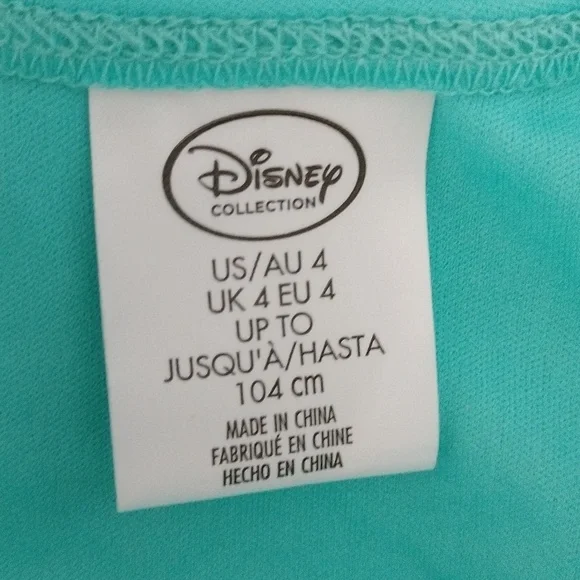 Disney
COLLECTION
US/AU 4
UK 4 EU 4
UP TO
JUSQU'À/HASTA
104 cm
MADE IN CHINA
FABRIQUÉ EN CHINE
HECHO EN CHINA